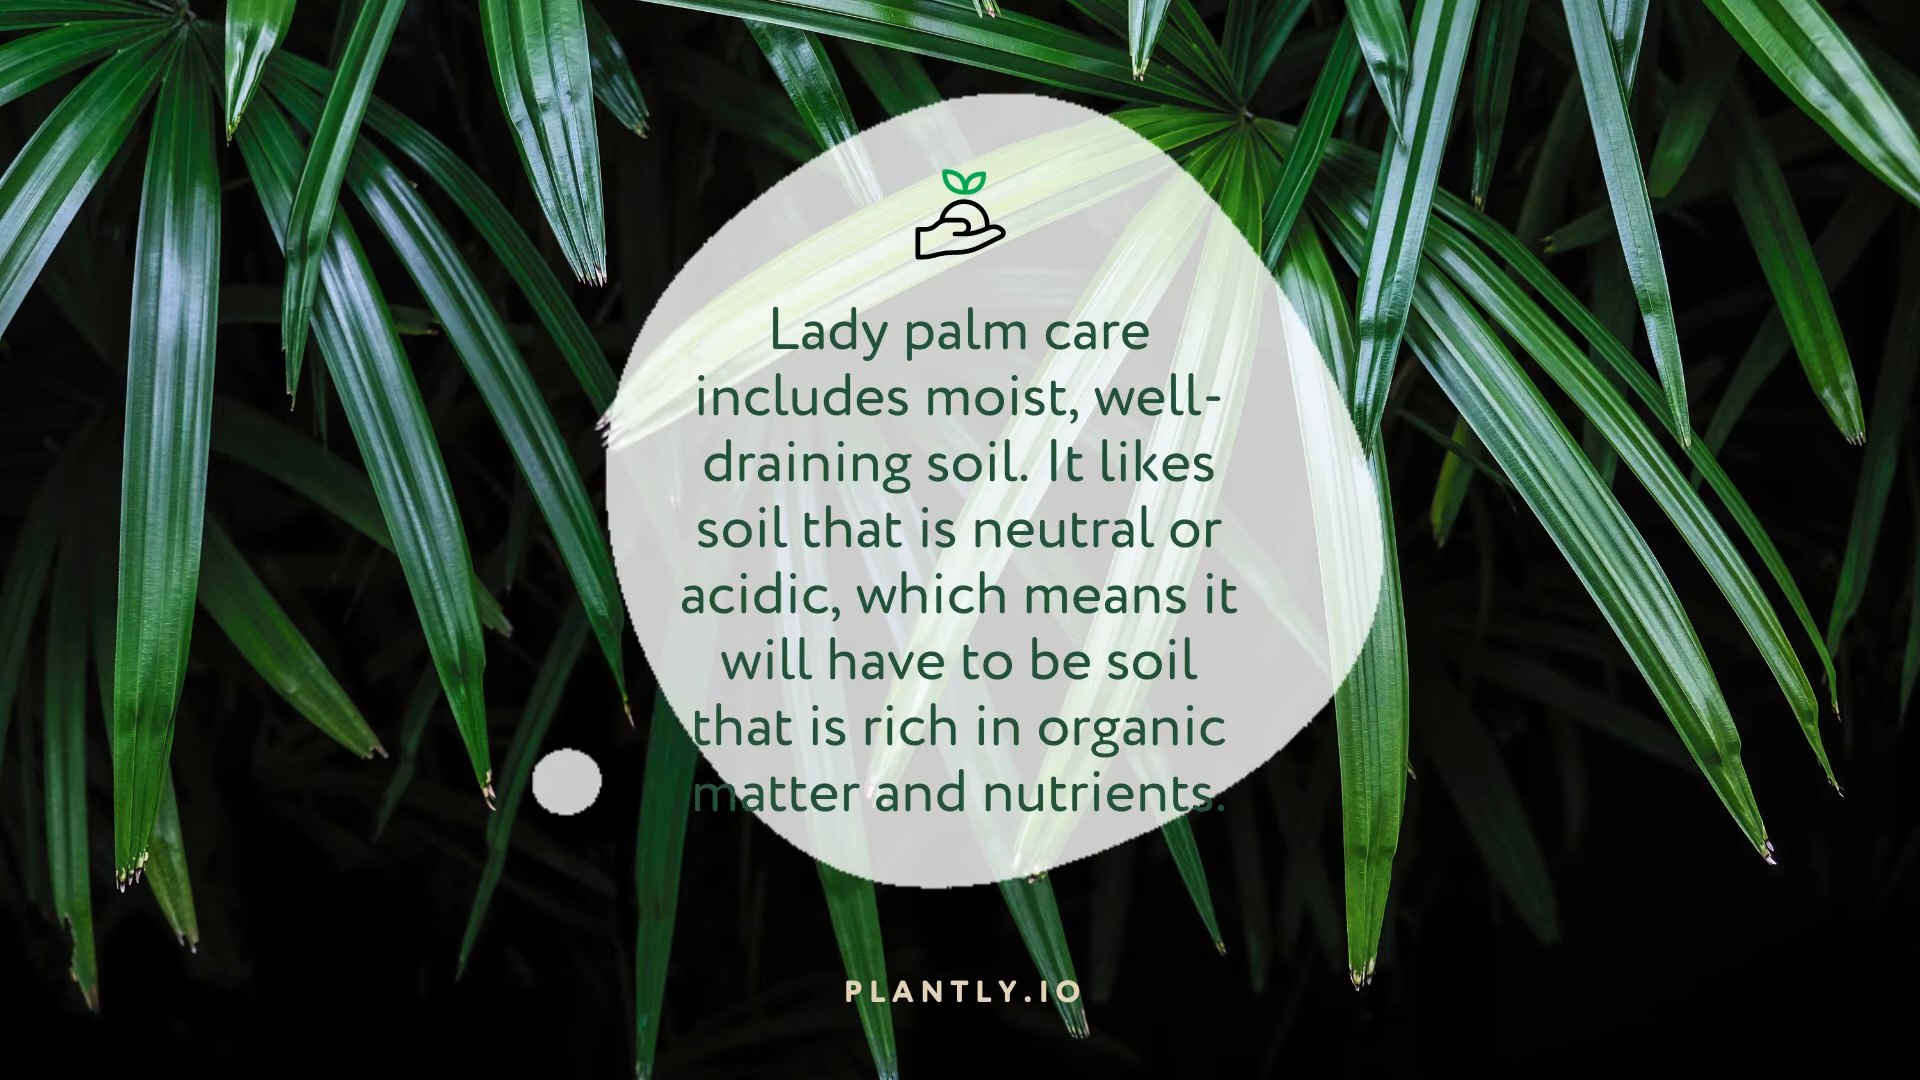 Lady palm care
includes moist, well-
draining soil. It likes
soil that is neutral or
acidic, which means it
will have to be soil
that is rich in organic
matter and nutrients.
PLANTLY.IO